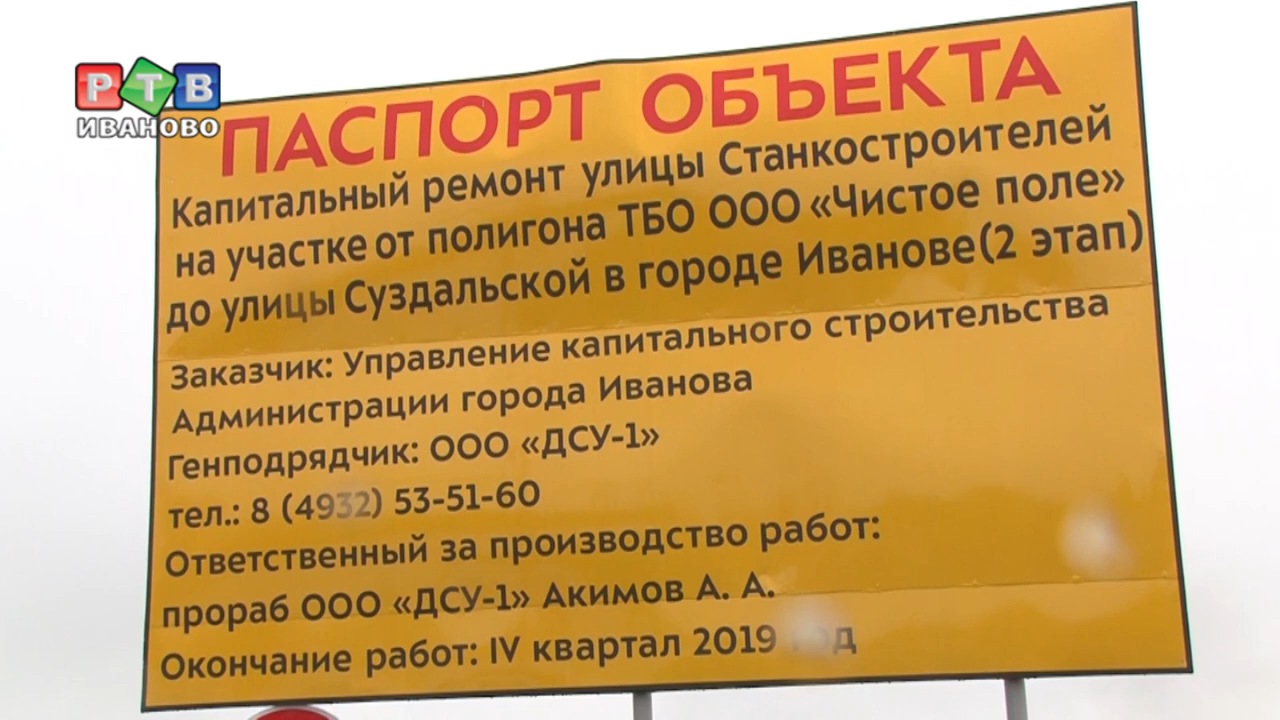 РТВ
ИВАНОВО
ПАСПОРТ ОБЪЕКТА
Капитальный ремонт улицы Станкостроителей
на участке от полигона ТБО ООО «Чистое поле»
до улицы Суздальской в городе Иванове(2 этап)
Заказчик: Управление капитального строительства
Администрации города Иванова
Генподрядчик: ООО «ДСУ-1»
тел.: 8 (4932) 53-51-60
Ответственный за производство работ:
прораб ООО «ДСУ-1» Акимов А. А.
Окончание работ: IV квартал 2019 год